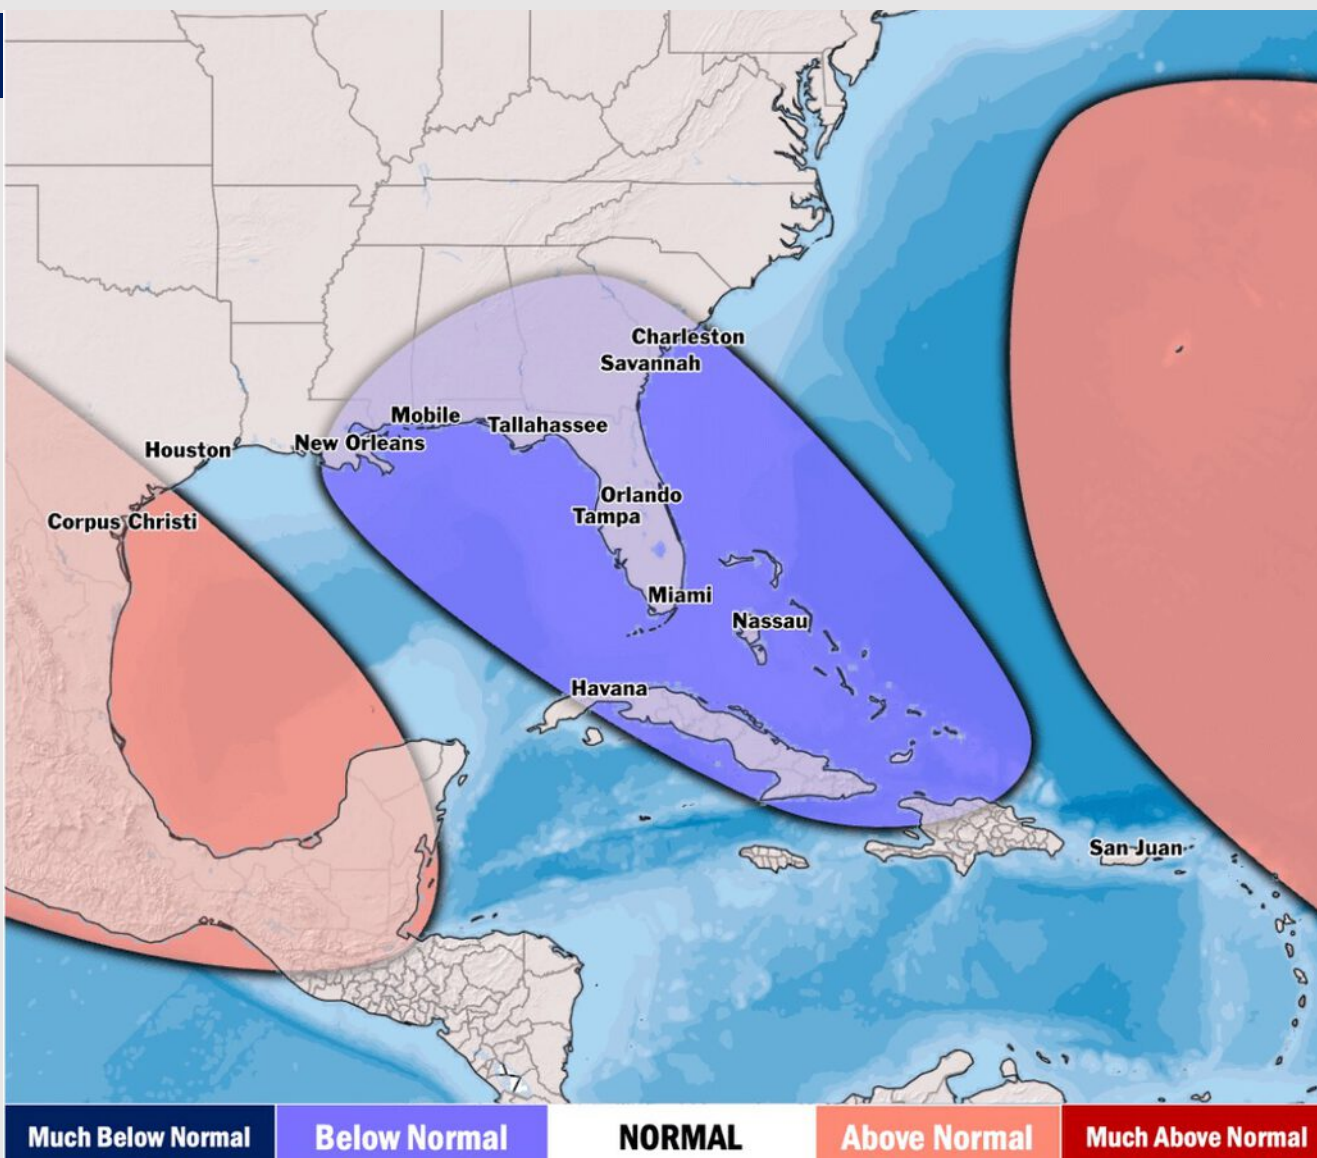 Charleston
Savannah
Mobile
Tallahassee
New Orleans
Houston
Orlando
Tampa
Corpus Christi
Miami
Nassau
Havana
San Juan
Much Below Normal
Below Normal
NORMAL
Above Normal
Much Above Normal